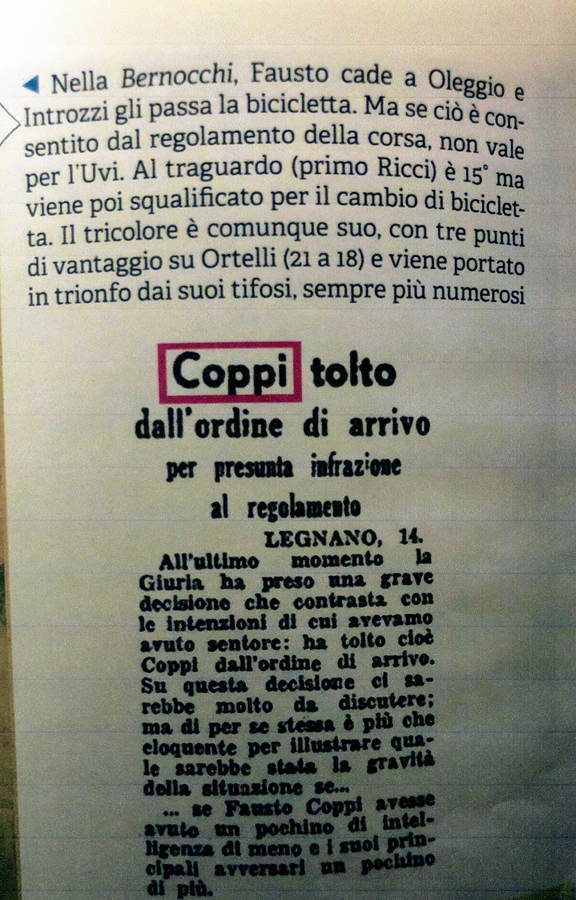 ◀ Nella Bernocchi, Fausto cade a Oleggio e
Introzzi gli passa la bicicletta. Ma se ciò è con-
sentito dal regolamento della corsa, non vale
per l'Uvi. Al traguardo (primo Ricci) è 15° ma
viene poi squalificato per il cambio di biciclet-
ta. Il tricolore è comunque suo, con tre punti
di vantaggio su Ortelli (21 a 18) e viene portato
in trionfo dai suoi tifosi, sempre più numerosi
Coppi tolto
dall'ordine di arrivo
per presunta infrazione
al regolamento
LEGNANO, 14.
All'ultimo momento la
Giuria ha preso una grave
decisione che contrasta con
le intenzioni di cui avevamo
avuto sentore: ha tolto cioè
Coppi dall'ordine di arrivo.
Su questa decisione ci sa-
rebbe molto da discutere;
ma di per se stessa è più che
eloquente per illustrare qua-
le sarebbe stata la gravità
della situazione se...
... se Fausto Coppi avesse
avuto un pochino di intel-
ligenza di meno e i suoi prin-
cipali avversari un pochino
di più.